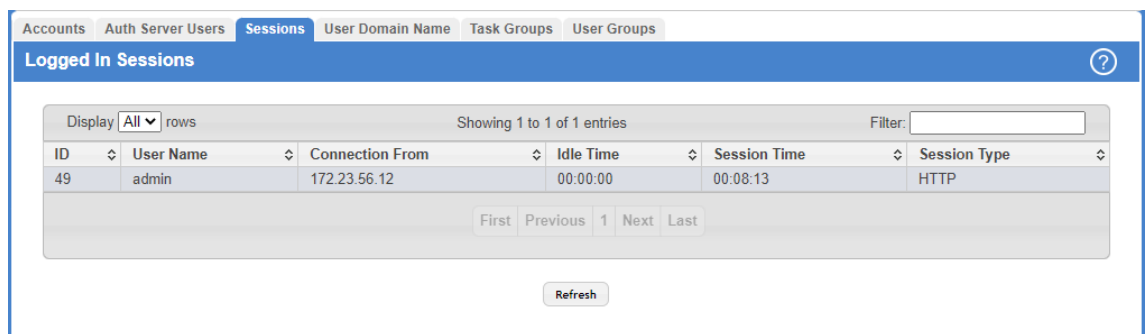 Accounts Auth Server Users Sessions User Domain Name Task Groups User Groups
Logged In Sessions ?
Display All rows Showing 1 to 1 of 1 entries Filter:
ID User Name Connection From Idle Time Session Time Session Type
49 admin 172.23.56.12 00:00:00 00:08:13 HTTP
First Previous 1 Next Last
Refresh